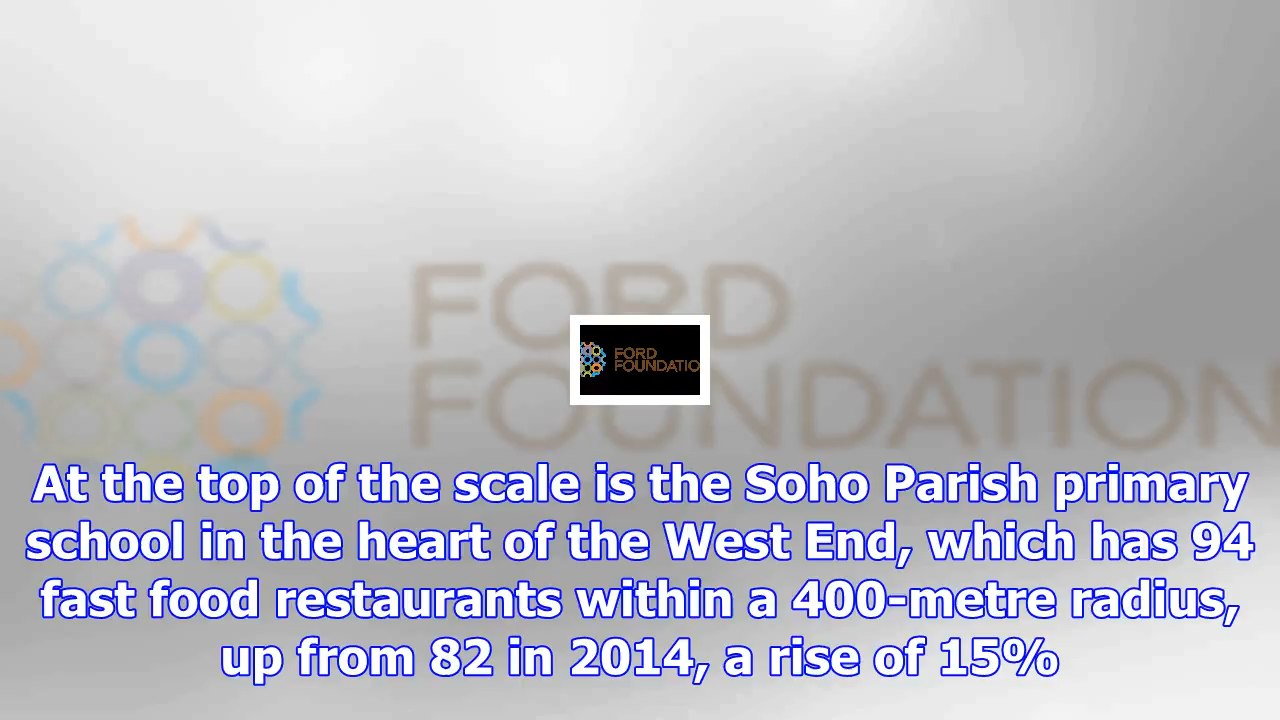 FORD
FOUNDATION
FORD
FOUNDATIO
At the top of the scale is the Soho Parish primary
school in the heart of the West End, which has 94
fast food restaurants within a 400-metre radius,
up from 82 in 2014, a rise of 15%